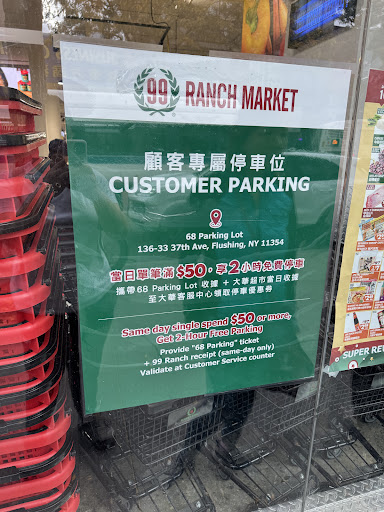 99 RANCH MARKET
顧客專屬停車位
CUSTOMER PARKING
68 Parking Lot
136-33 37th Ave, Flushing, NY 11354
當日單筆滿 $50。享2小時免費停車
攜帶68 Parking Lot 收據 + 大華超市當日收據
至大華客服中心領取停車優惠券
Same day single spend $50 or more,
Get 2-Hour Free Parking
Provide "68 Parking" ticket
+ 99 Ranch receipt (same-day only)
Validate at Customer Service counter
SUPER